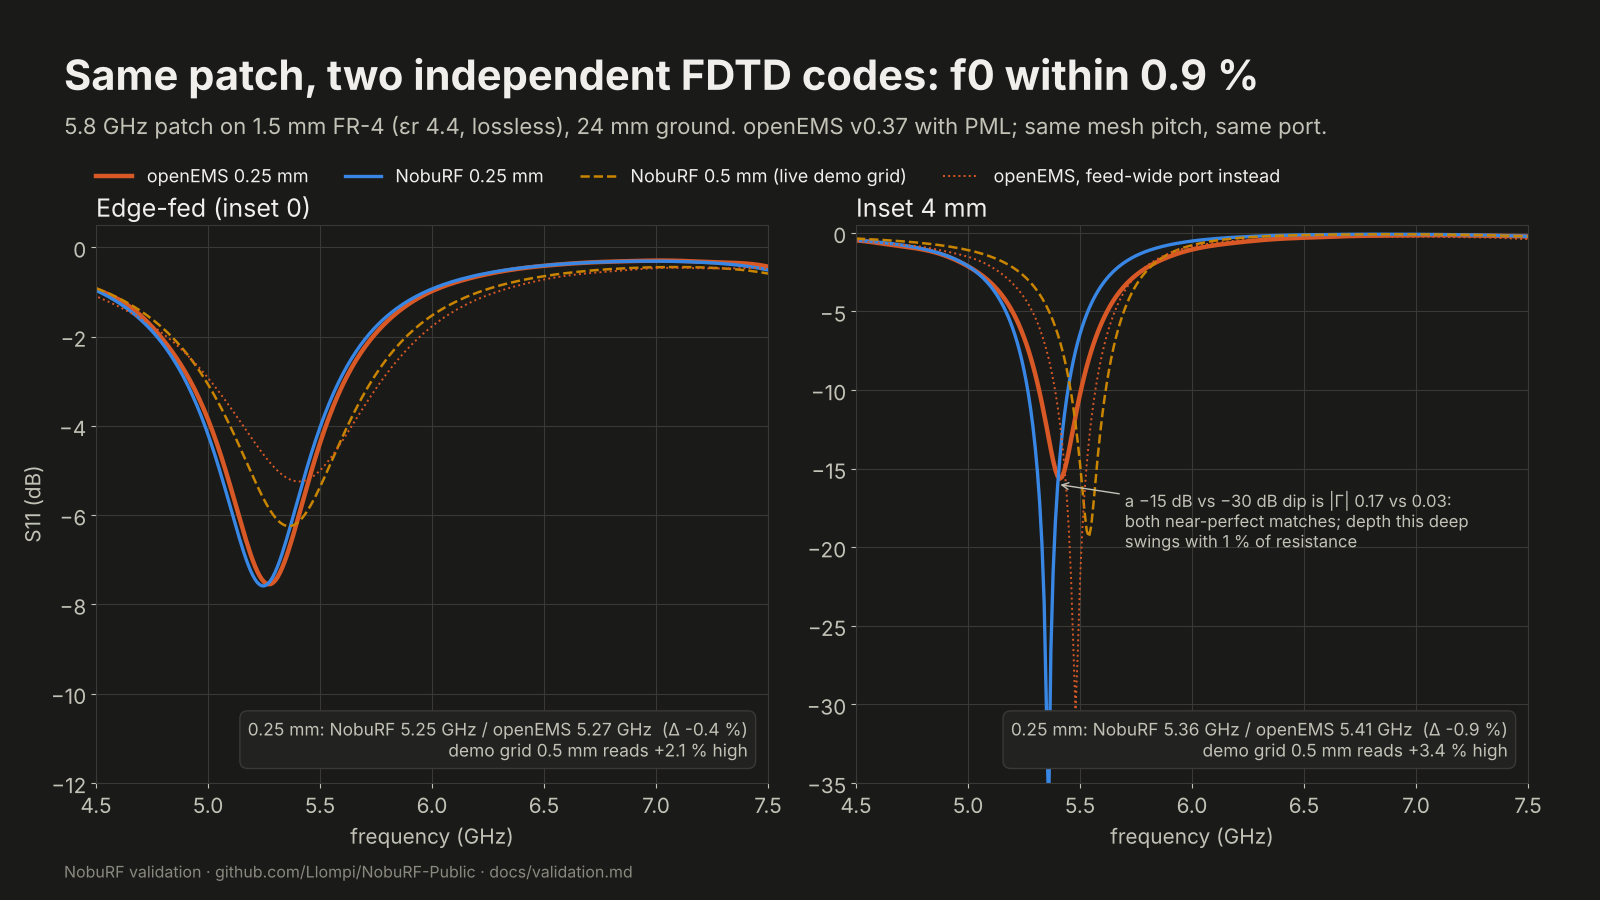 Same patch, two independent FDTD codes: f0 within 0.9 %
5.8 GHz patch on 1.5 mm FR-4 (εr 4.4, lossless), 24 mm ground. openEMS v0.37 with PML; same mesh pitch, same port.
openEMS 0.25 mm
NobuRF 0.25 mm
NobuRF 0.5 mm (live demo grid)
openEMS, feed-wide port instead
Edge-fed (inset 0)
0
−2
−4
−6
−8
−10
−12
S11 (dB)
0.25 mm: NobuRF 5.25 GHz / openEMS 5.27 GHz (Δ -0.4 %)
demo grid 0.5 mm reads +2.1 % high
4.5
5.0
5.5
6.0
6.5
7.0
7.5
frequency (GHz)
Inset 4 mm
0
−5
−10
−15
−20
−25
−30
−35
a −15 dB vs −30 dB dip is |Γ| 0.17 vs 0.03:
both near-perfect matches; depth this deep
swings with 1 % of resistance
0.25 mm: NobuRF 5.36 GHz / openEMS 5.41 GHz (Δ -0.9 %)
demo grid 0.5 mm reads +3.4 % high
4.5
5.0
5.5
6.0
6.5
7.0
7.5
frequency (GHz)
NobuRF validation · github.com/Llompi/NobuRF-Public · docs/validation.md